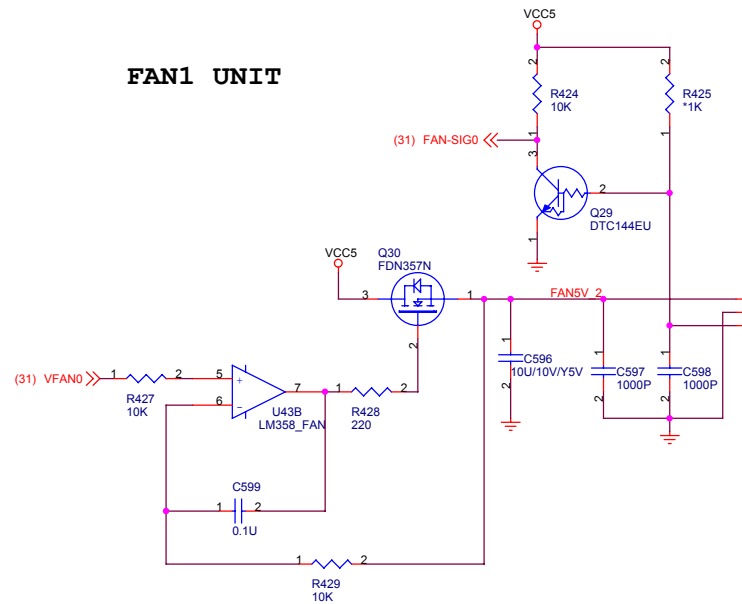 VCC5
FAN1 UNIT
2
2
R424
10K
R425
*1K
1
1
(31) FAN-SIG0
3
2
Q29
DTC144EU
1
VCC5
Q30
FDN357N
3
1
FAN5V_2
2
1
C596
10U/10V/Y5V
2
1
C597
1000P
2
1
C598
1000P
2
(31) VFAN0
1
2
R427
10K
5
+
6
-
7
U43B
LM358_FAN
1
2
R428
220
C599
1
2
0.1U
1
2
R429
10K